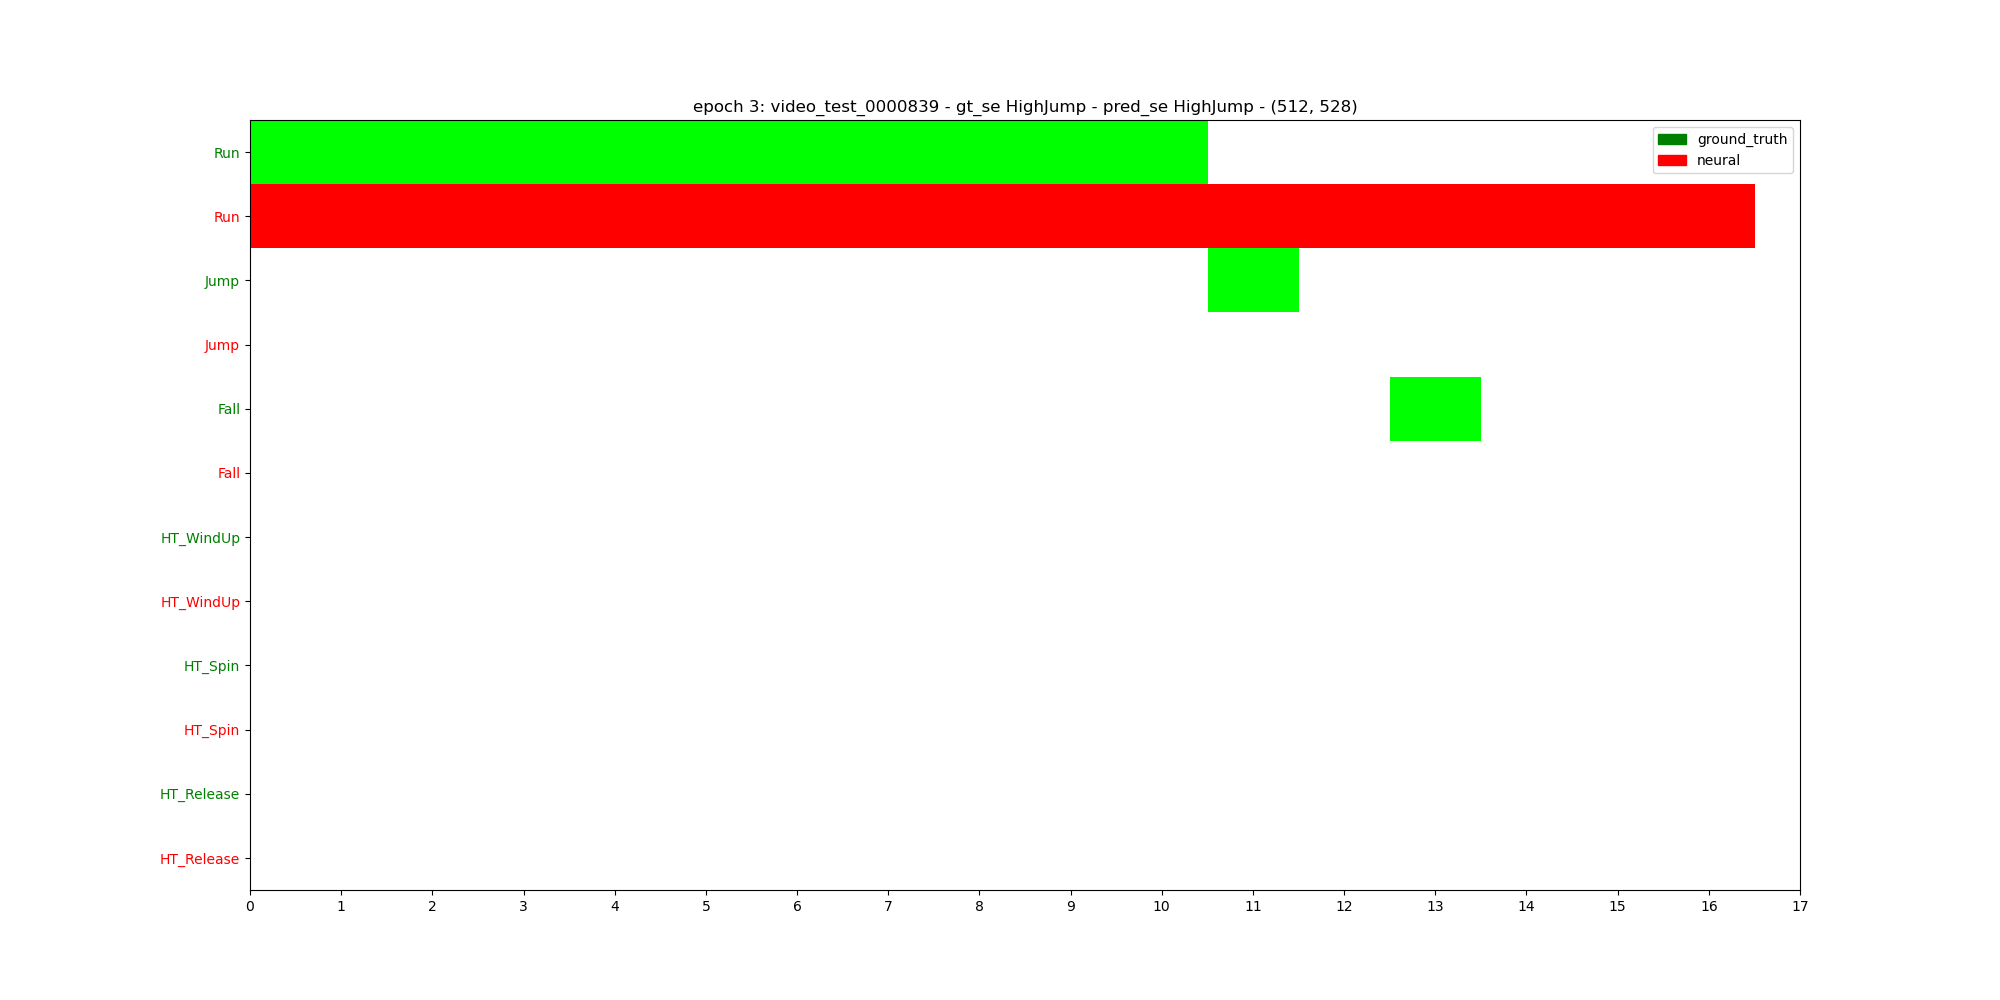 epoch 3: video_test_0000839 - gt_se HighJump - pred_se HighJump - (512, 528)
ground_truth
neural
Run
Run
Jump
Jump
Fall
Fall
HT_WindUp
HT_WindUp
HT_Spin
HT_Spin
HT_Release
HT_Release
0 1 2 3 4 5 6 7 8 9 10 11 12 13 14 15 16 17